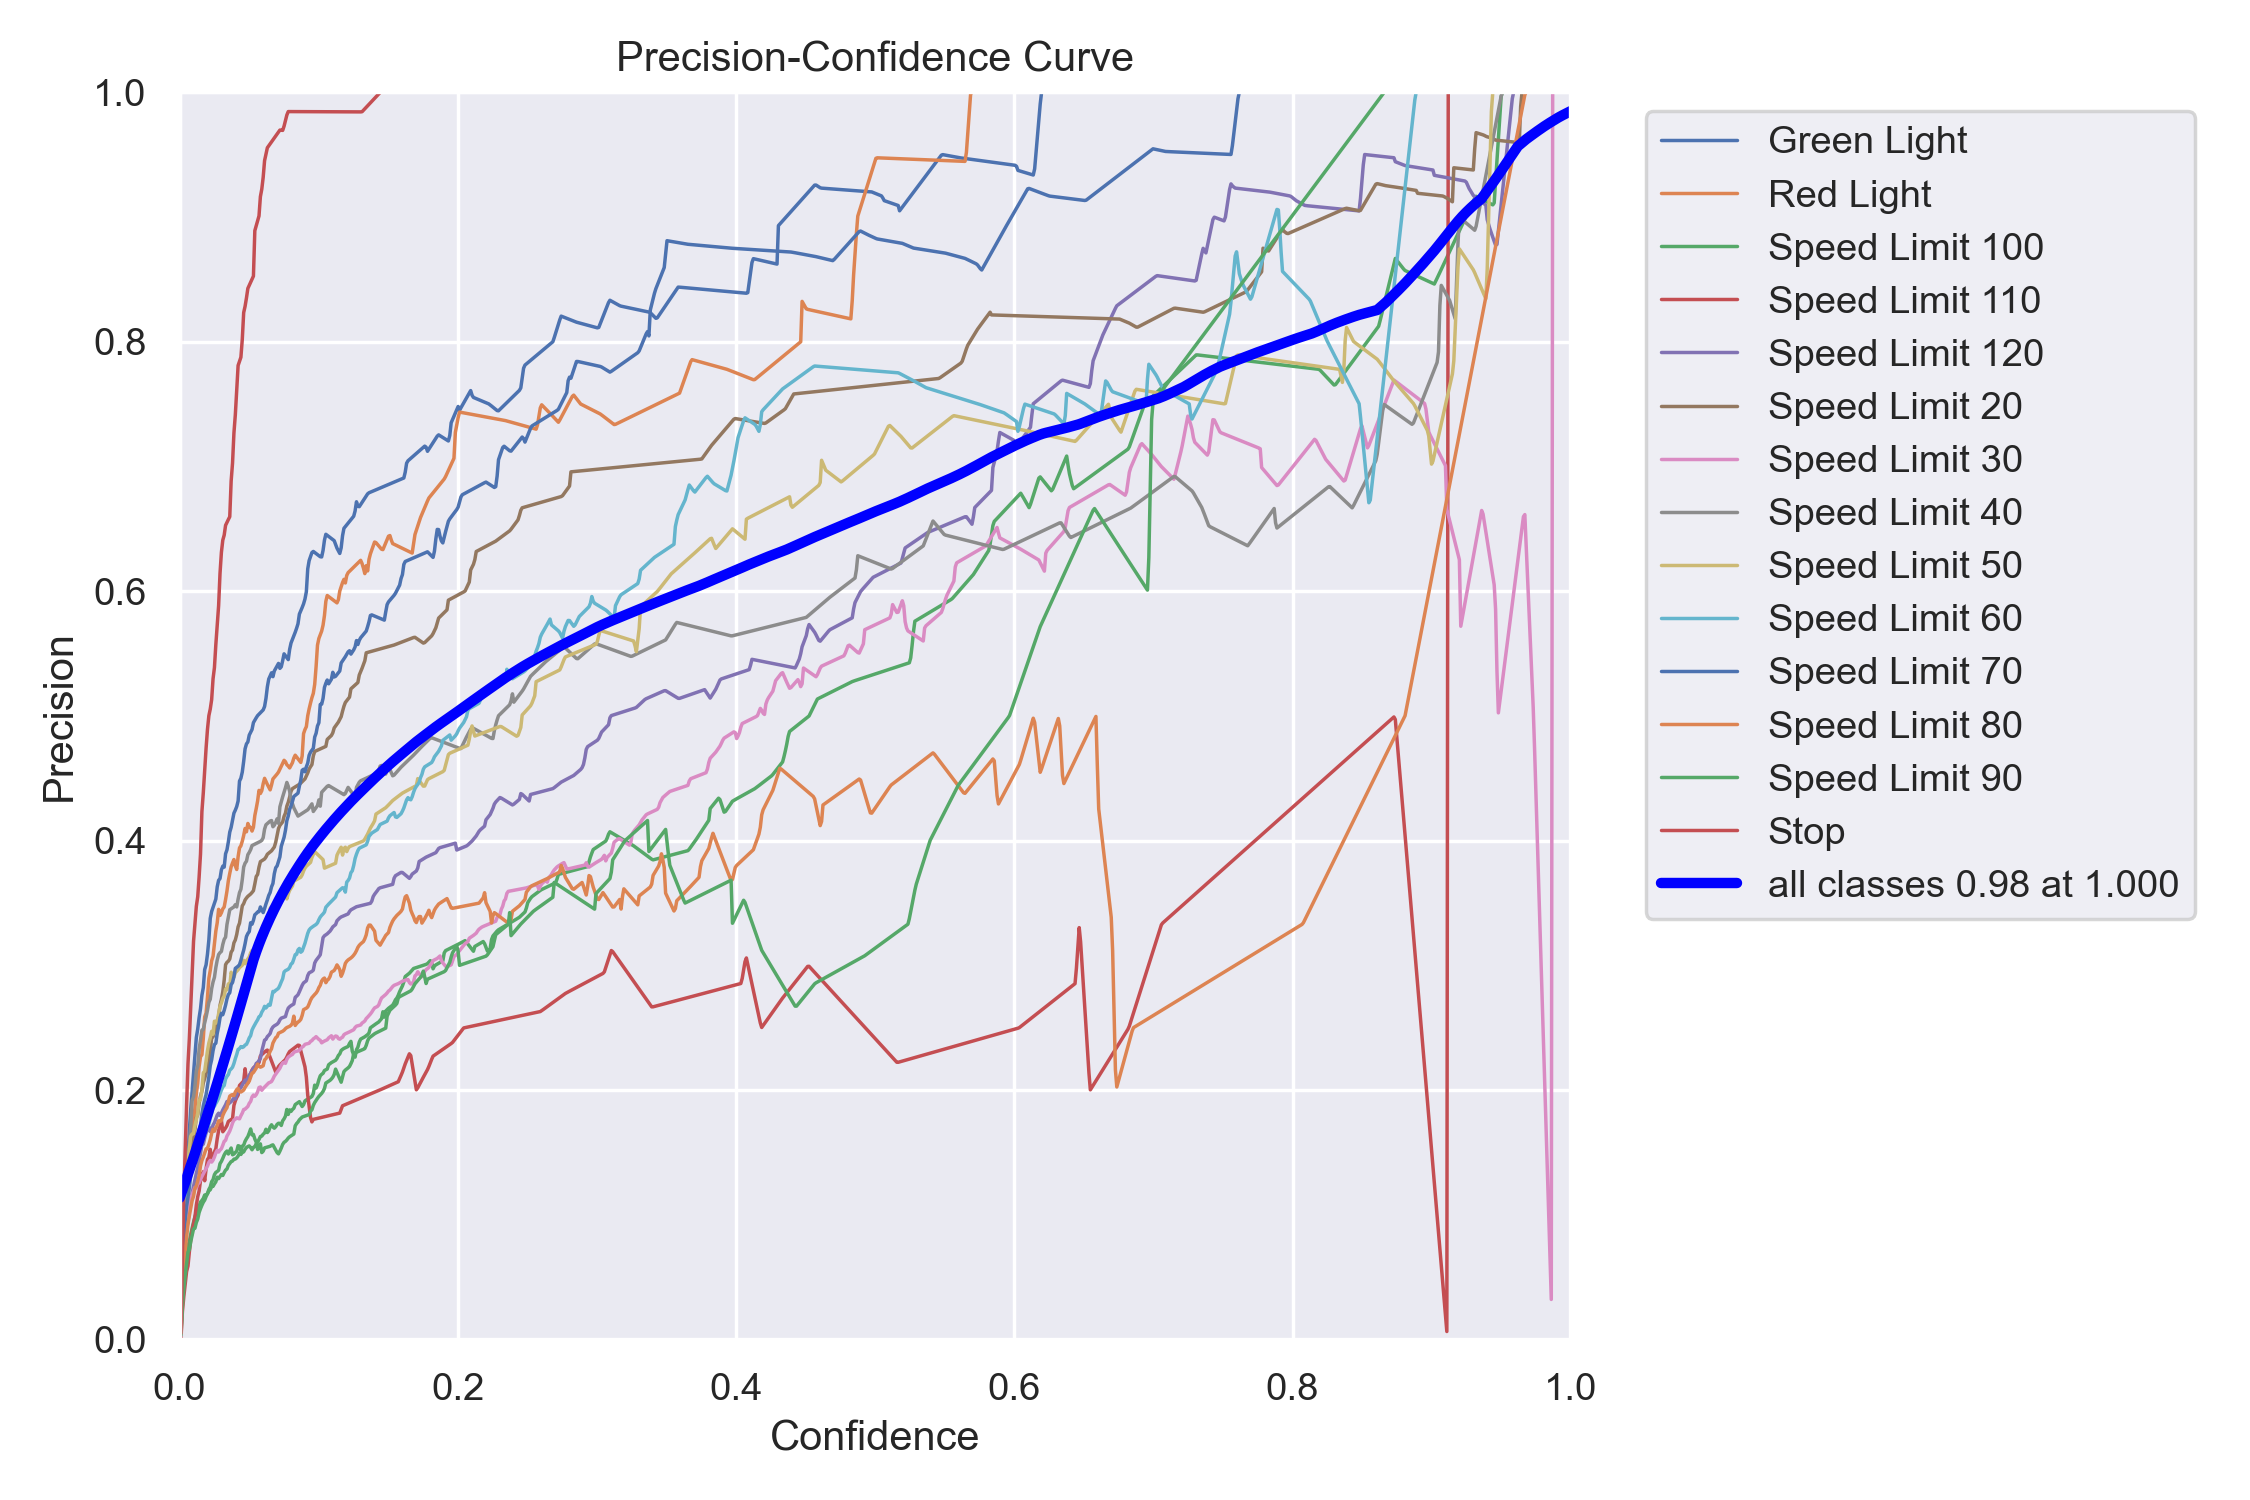 Precision-Confidence Curve
1.0
0.8
0.6
0.4
0.2
0.0
Precision
0.0 0.2 0.4 0.6 0.8 1.0
Confidence
Green Light
Red Light
Speed Limit 100
Speed Limit 110
Speed Limit 120
Speed Limit 20
Speed Limit 30
Speed Limit 40
Speed Limit 50
Speed Limit 60
Speed Limit 70
Speed Limit 80
Speed Limit 90
Stop
all classes 0.98 at 1.000